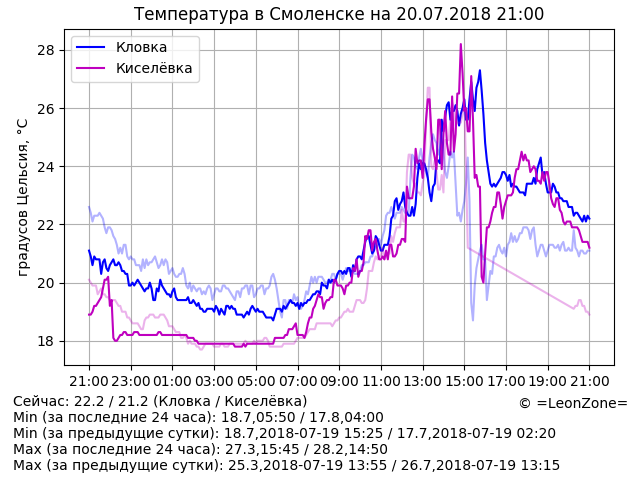 Температура в Смоленске на 20.07.2018 21:00
Кловка
Киселёвка
градусов Цельсия, °C
28
26
24
22
20
18
21:00 23:00 01:00 03:00 05:00 07:00 09:00 11:00 13:00 15:00 17:00 19:00 21:00
Сейчас: 22.2 / 21.2 (Кловка / Киселёвка)
© =LeonZone=
Min (за последние 24 часа): 18.7,05:50 / 17.8,04:00
Min (за предыдущие сутки): 18.7,2018-07-19 15:25 / 17.7,2018-07-19 02:20
Max (за последние 24 часа): 27.3,15:45 / 28.2,14:50
Max (за предыдущие сутки): 25.3,2018-07-19 13:55 / 26.7,2018-07-19 13:15